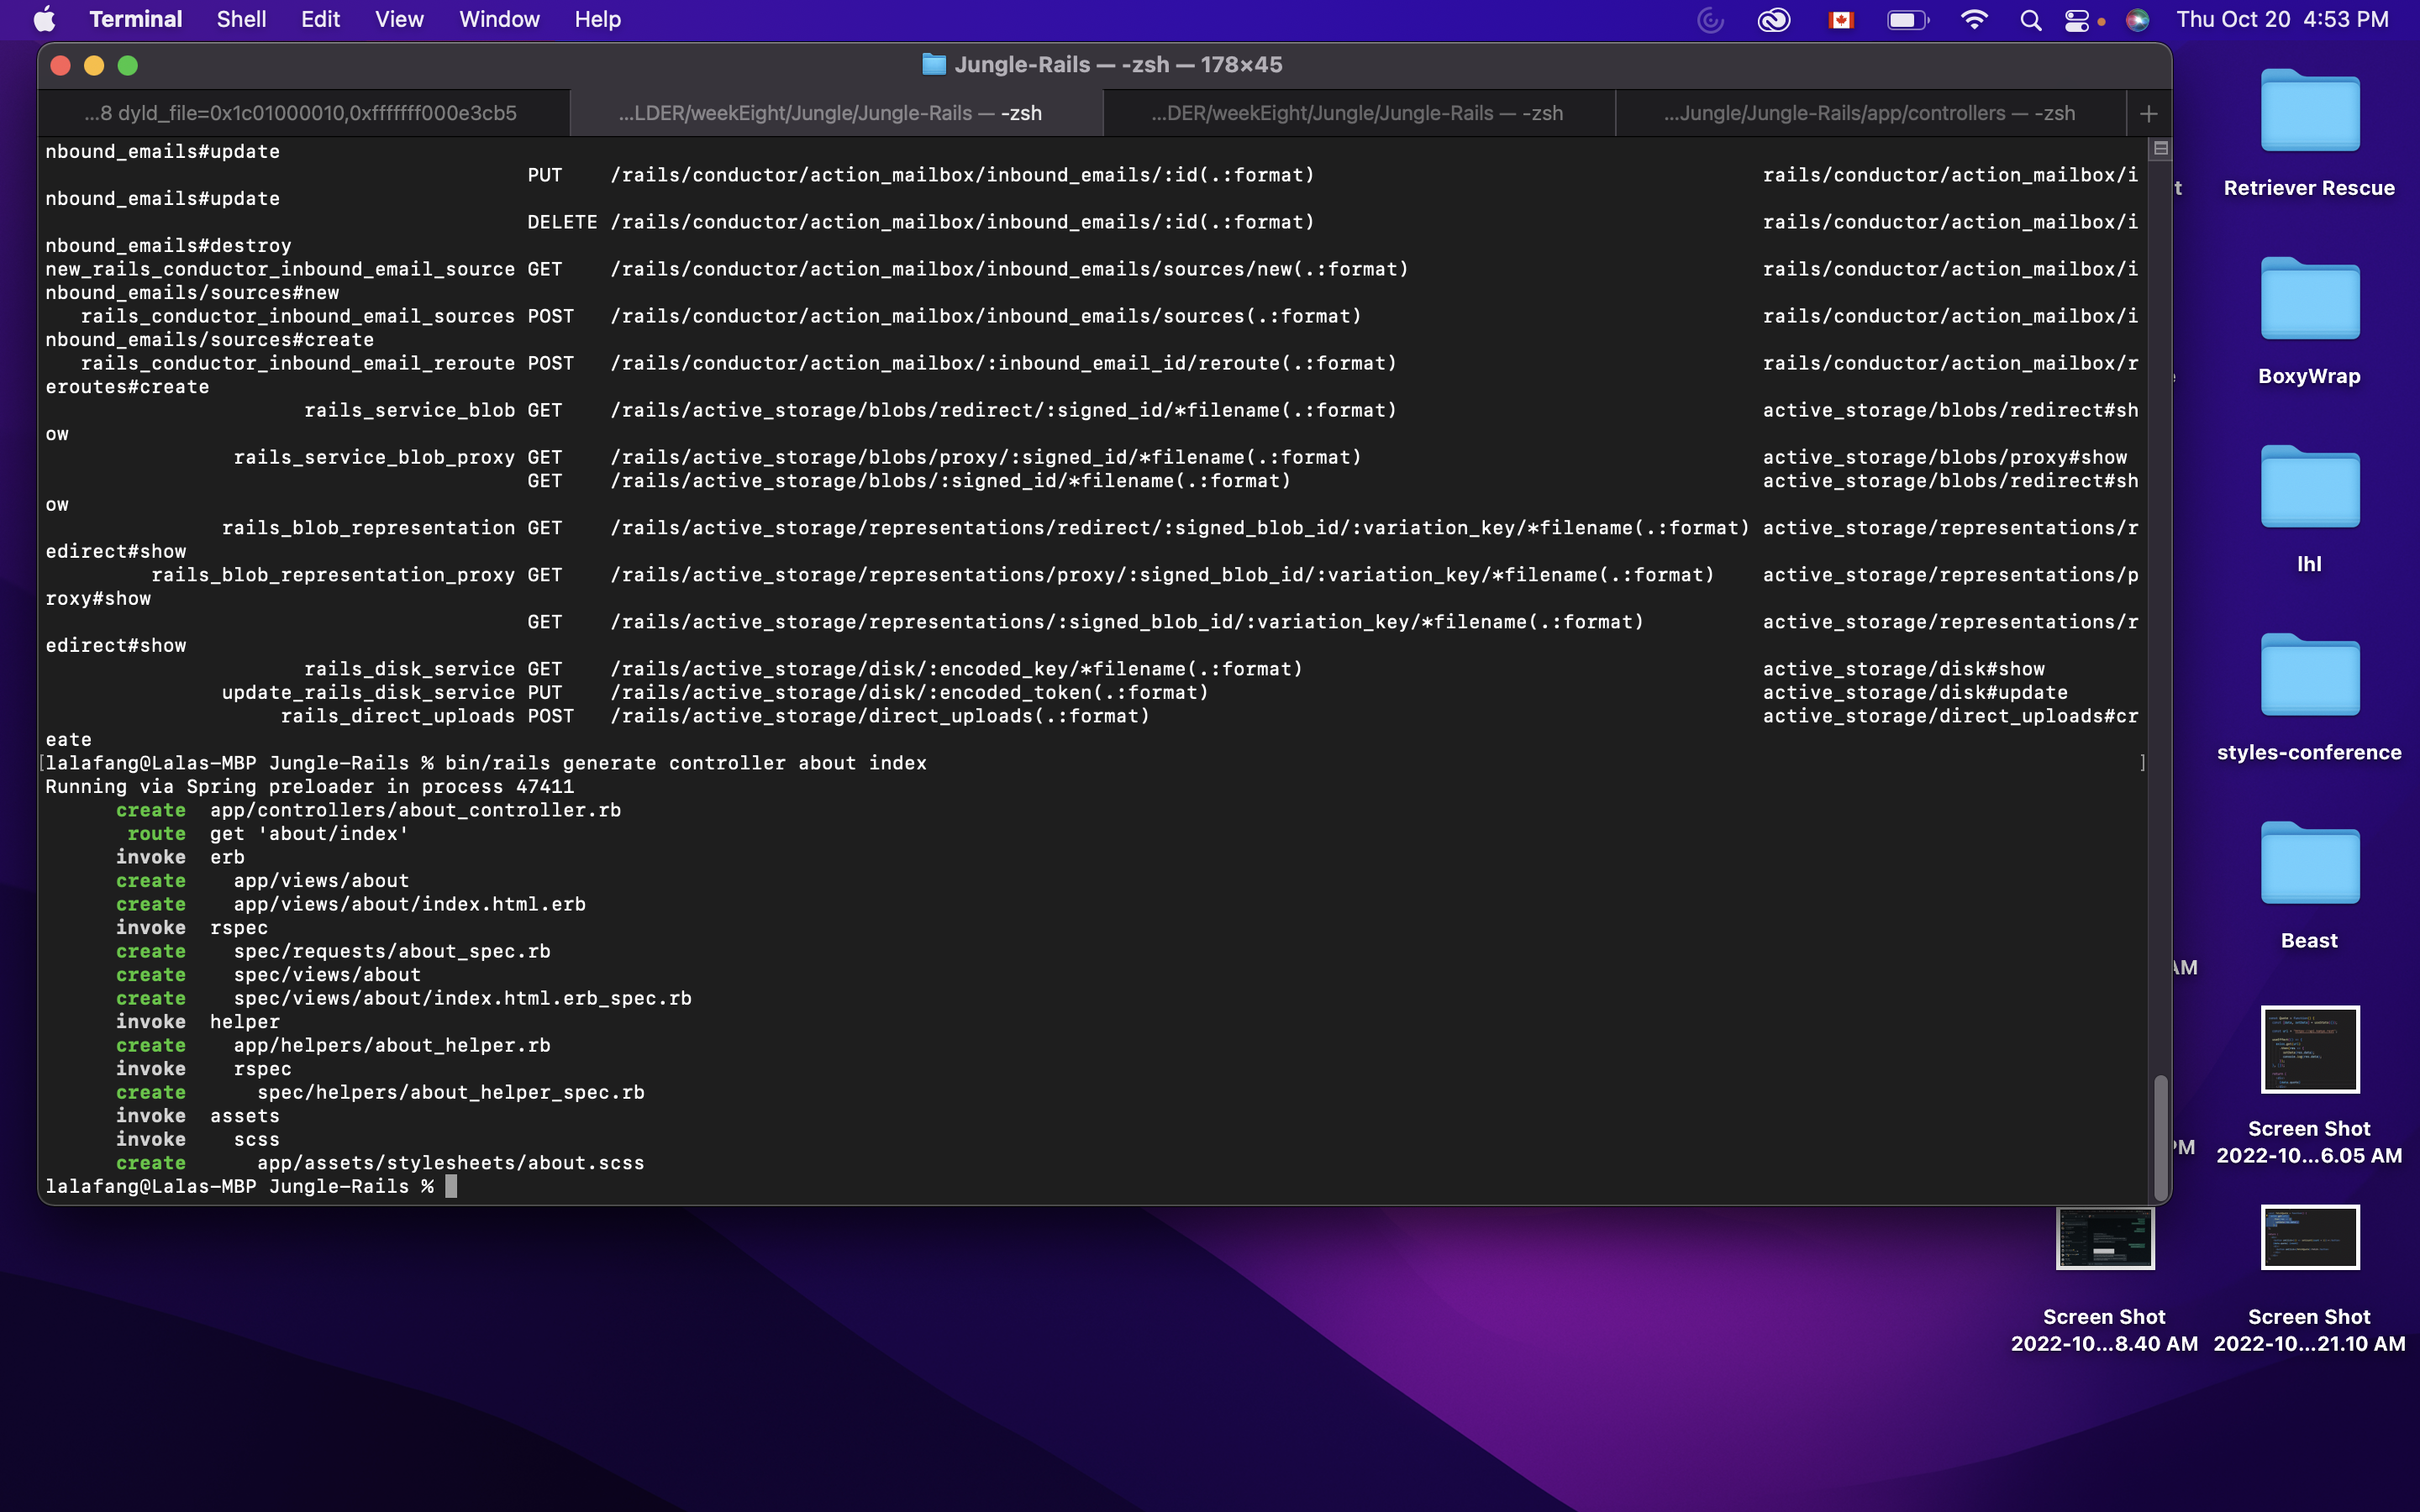 Terminal Shell Edit View Window Help Thu Oct 20 4:53 PM
Jungle-Rails — -zsh — 178×45
...8 dyld_file=0x1c01000010,0xfffffff000e3cb5 ...LDER/weekEight/Jungle/Jungle-Rails — -zsh ...DER/weekEight/Jungle/Jungle-Rails — -zsh ...Jungle/Jungle-Rails/app/controllers — -zsh +
nbound_emails#update
PUT /rails/conductor/action_mailbox/inbound_emails/:id(.:format) rails/conductor/action_mailbox/i
nbound_emails#update
DELETE /rails/conductor/action_mailbox/inbound_emails/:id(.:format) rails/conductor/action_mailbox/i
nbound_emails#destroy
new_rails_conductor_inbound_email_source GET /rails/conductor/action_mailbox/inbound_emails/sources/new(.:format) rails/conductor/action_mailbox/i
nbound_emails/sources#new
rails_conductor_inbound_email_sources POST /rails/conductor/action_mailbox/inbound_emails/sources(.:format) rails/conductor/action_mailbox/i
nbound_emails/sources#create
rails_conductor_inbound_email_reroute POST /rails/conductor/action_mailbox/:inbound_email_id/reroute(.:format) rails/conductor/action_mailbox/r
eroutes#create
rails_service_blob GET /rails/active_storage/blobs/redirect/:signed_id/*filename(.:format) active_storage/blobs/redirect#sh
ow
rails_service_blob_proxy GET /rails/active_storage/blobs/proxy/:signed_id/*filename(.:format) active_storage/blobs/proxy#show
GET /rails/active_storage/blobs/:signed_id/*filename(.:format) active_storage/blobs/redirect#sh
ow
rails_blob_representation GET /rails/active_storage/representations/redirect/:signed_blob_id/:variation_key/*filename(.:format) active_storage/representations/r
edirect#show
rails_blob_representation_proxy GET /rails/active_storage/representations/proxy/:signed_blob_id/:variation_key/*filename(.:format) active_storage/representations/p
roxy#show
GET /rails/active_storage/representations/:signed_blob_id/:variation_key/*filename(.:format) active_storage/representations/r
edirect#show
rails_disk_service GET /rails/active_storage/disk/:encoded_key/*filename(.:format) active_storage/disk#show
update_rails_disk_service PUT /rails/active_storage/disk/:encoded_token(.:format) active_storage/disk#update
rails_direct_uploads POST /rails/active_storage/direct_uploads(.:format) active_storage/direct_uploads#cr
eate
[lalafang@Lalas-MBP Jungle-Rails % bin/rails generate controller about index ]
Running via Spring preloader in process 47411
create app/controllers/about_controller.rb
route get 'about/index'
invoke erb
create app/views/about
create app/views/about/index.html.erb
invoke rspec
create spec/requests/about_spec.rb
create spec/views/about
create spec/views/about/index.html.erb_spec.rb
invoke helper
create app/helpers/about_helper.rb
invoke rspec
create spec/helpers/about_helper_spec.rb
invoke assets
invoke scss
create app/assets/stylesheets/about.scss
lalafang@Lalas-MBP Jungle-Rails %
Retriever Rescue
BoxyWrap
lhl
styles-conference
Beast
AM
Screen Shot
2022-10...6.05 AM
PM
Screen Shot
2022-10...8.40 AM
Screen Shot
2022-10...21.10 AM